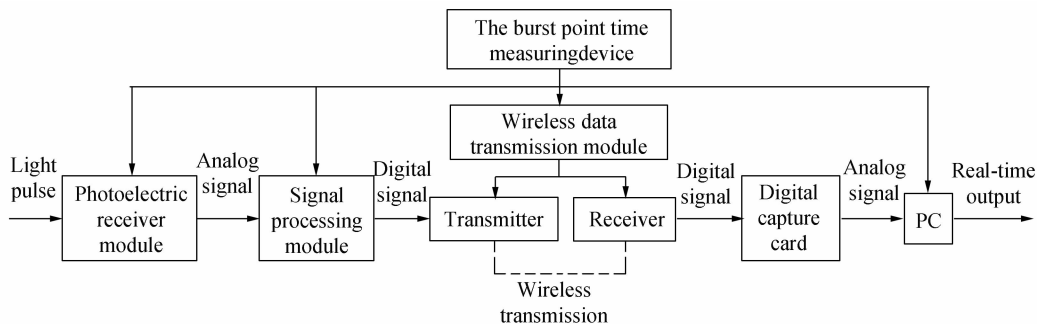 The burst point time
measuringdevice
Wireless data
transmission module
Light
pulse
Photoelectric
receiver
module
Analog
signal
Signal
processing
module
Digital
signal
Transmitter
Receiver
Wireless
transmission
Digital
signal
Digital
capture
card
Analog
signal
PC
Real-time
output